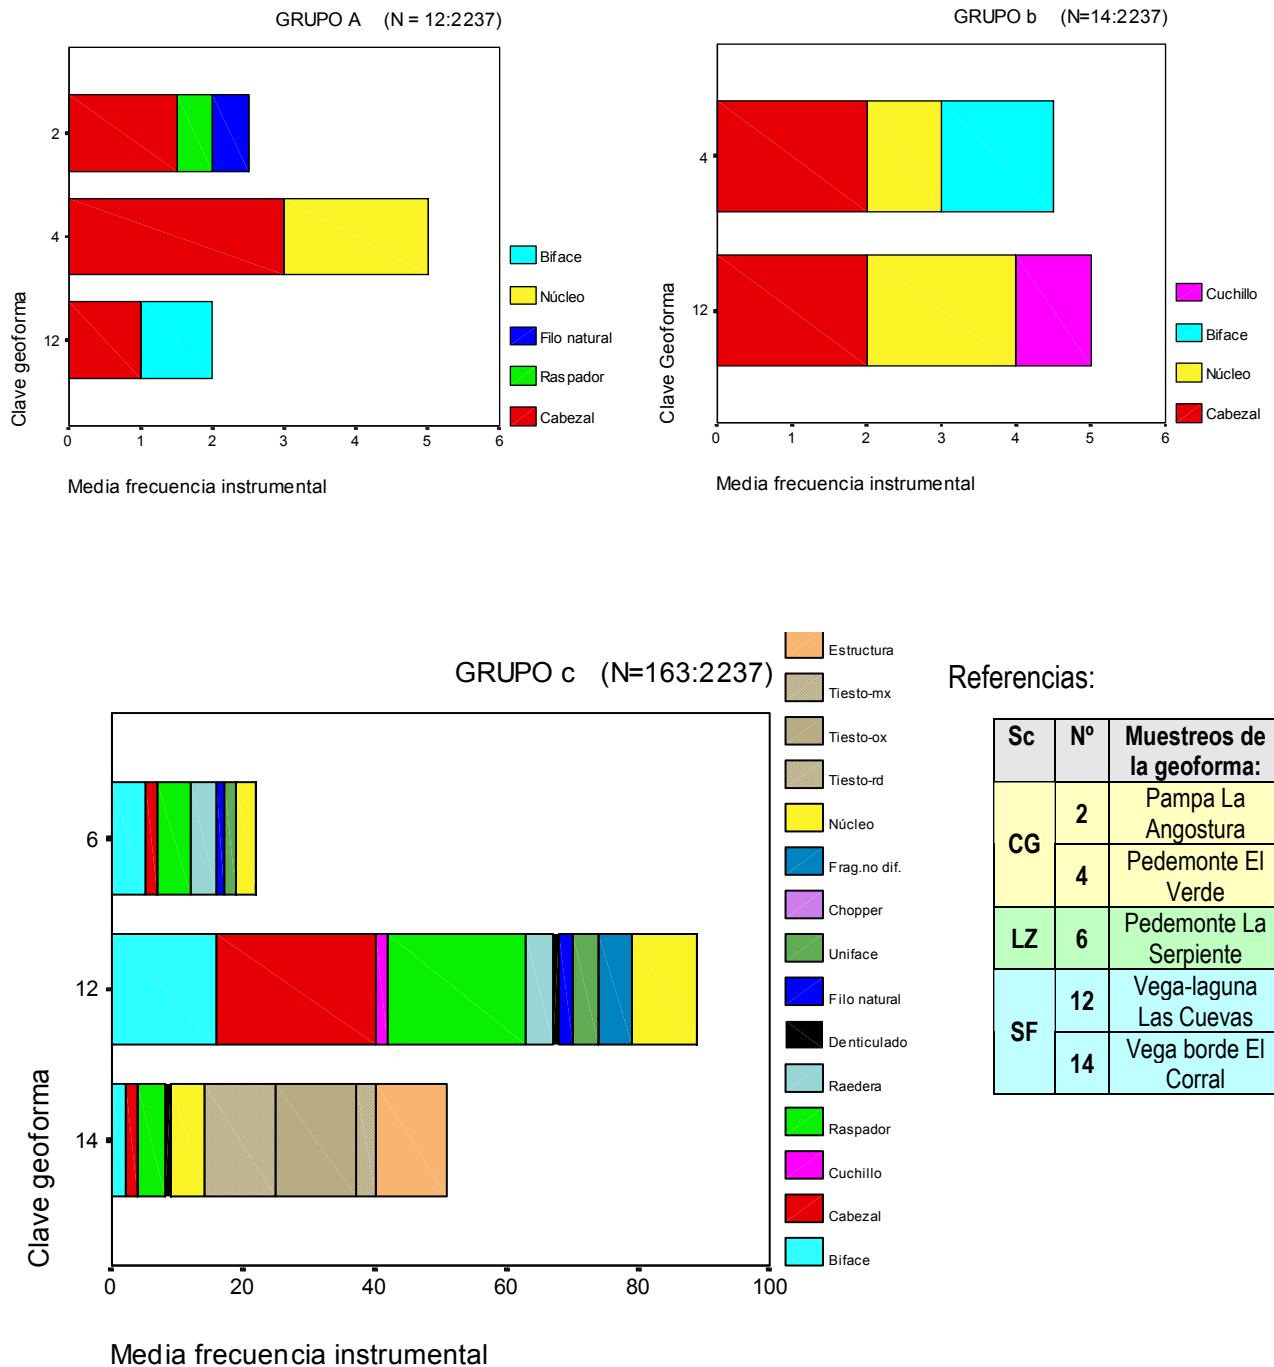 GRUPO A (N = 12:2237)
2
4
12
Clave geoforma
0 1 2 3 4 5 6
Media frecuencia instrumental
Biface
Núcleo
Filo natural
Raspador
Cabezal
GRUPO b (N=14:2237)
4
12
Clave Geoforma
0 1 2 3 4 5 6
Media frecuencia instrumental
Cuchillo
Biface
Núcleo
Cabezal
GRUPO c (N=163:2237)
6
12
14
Clave geoforma
0 20 40 60 80 100
Media frecuencia instrumental
Estructura
Tiesto-mx
Tiesto-ox
Tiesto-rd
Núcleo
Frag.no dif.
Chopper
Uniface
Filo natural
Denticulado
Raedera
Raspador
Cuchillo
Cabezal
Biface
Referencias:
Sc Nº Muestreos de
la geoforma:
CG
2 Pampa La
Angostura
4 Pedemonte El
Verde
LZ 6 Pedemonte La
Serpiente
SF
12 Vega-laguna
Las Cuevas
14 Vega borde El
Corral